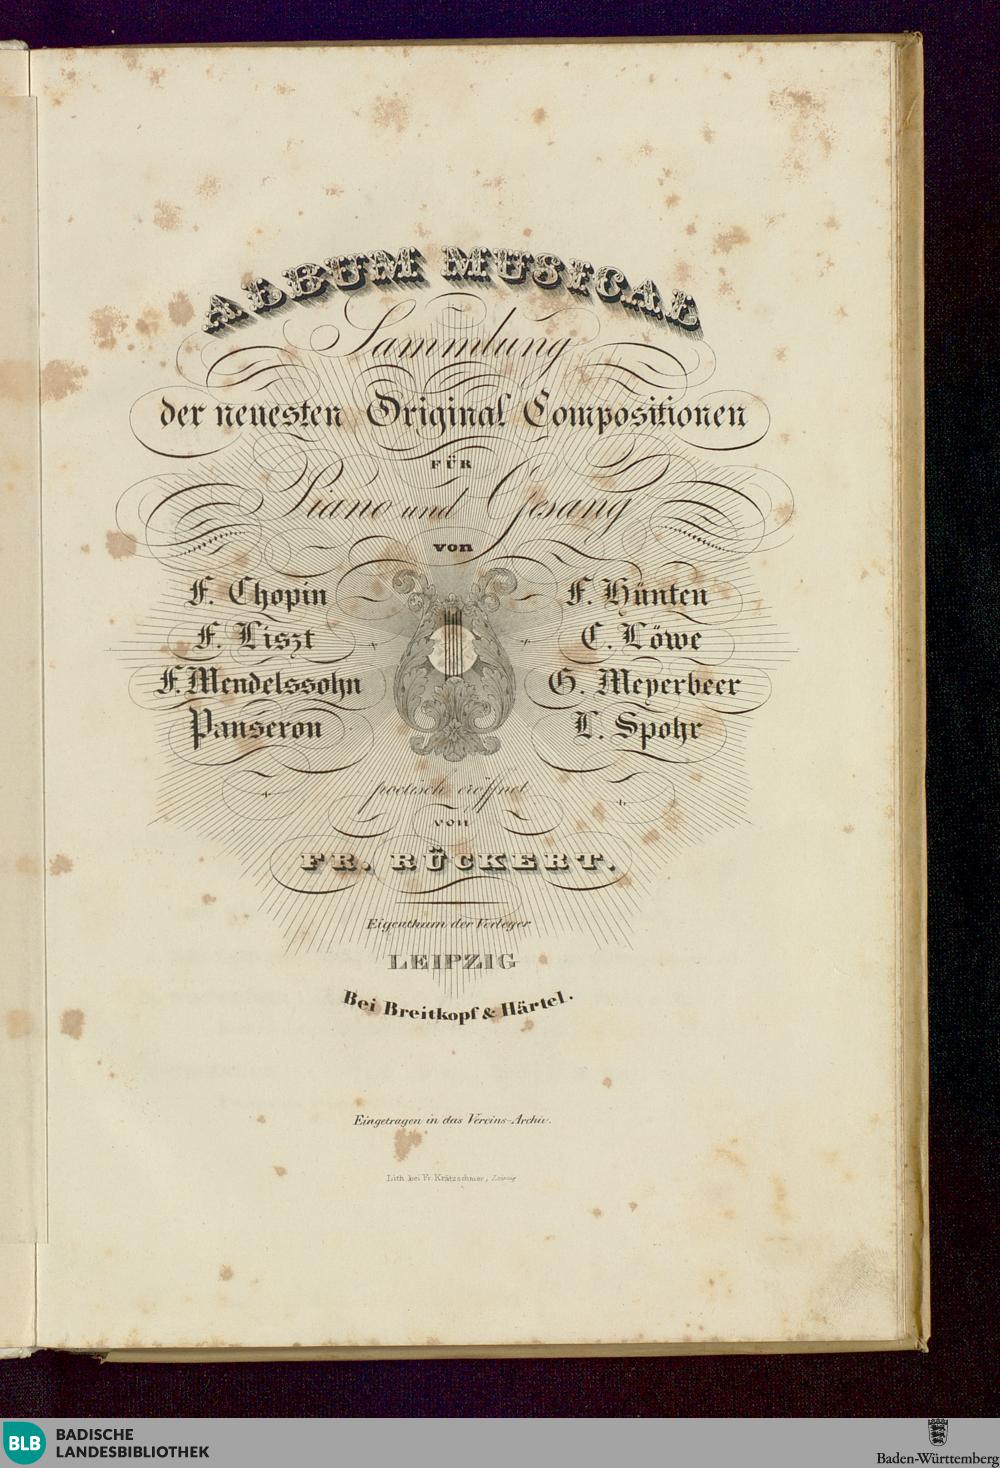 ALBUM MUSICAL
Sammlung
der neuesten Original Compositionen
FÜR
Piano und Gesang
von
F. Chopin
F. Liszt
F. Mendelssohn
Panseron
F. Hünten
C. Löwe
G. Meyerbeer
L. Spohr
poetisch eröffnet
von
FR. RÜCKERT.
Eigenthum der Verleger
LEIPZIG
Bei Breitkopf & Härtel.
Eingetragen in das Vereins-Archiv.
Lith. bei Fr. Krätzschmer, Leipzig
BLB
BADISCHE
LANDESBIBLIOTHEK
Baden-Württemberg